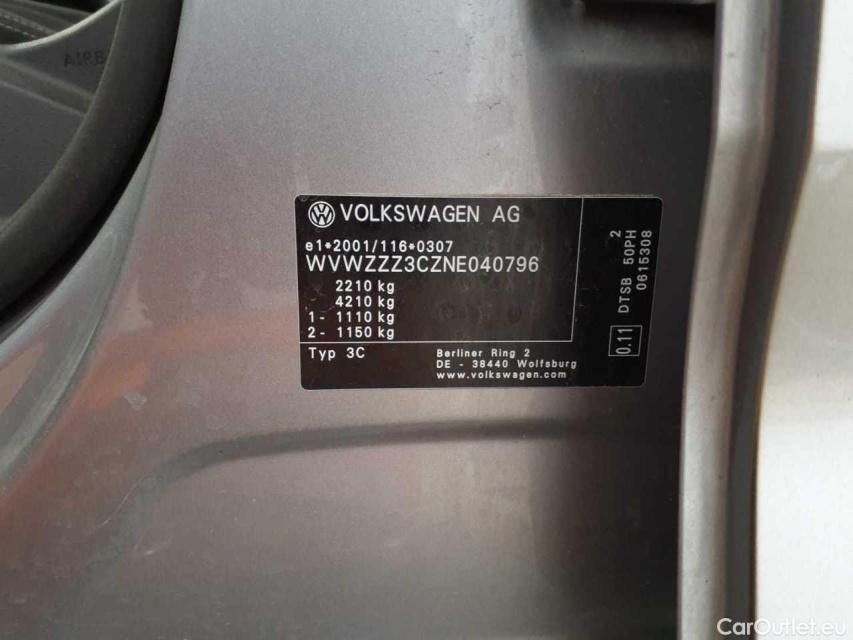 AIRB
VOLKSWAGEN AG
e1*2001/116*0307
WVWZZZ3CZNE040796
2210 kg
4210 kg
1- 1110 kg
2- 1150 kg
Typ 3C
Berliner Ring 2
DE - 38440 Wolfsburg
www.volkswagen.com
2
DTSB 50PH
0615308
0.11
CarOutlet.eu